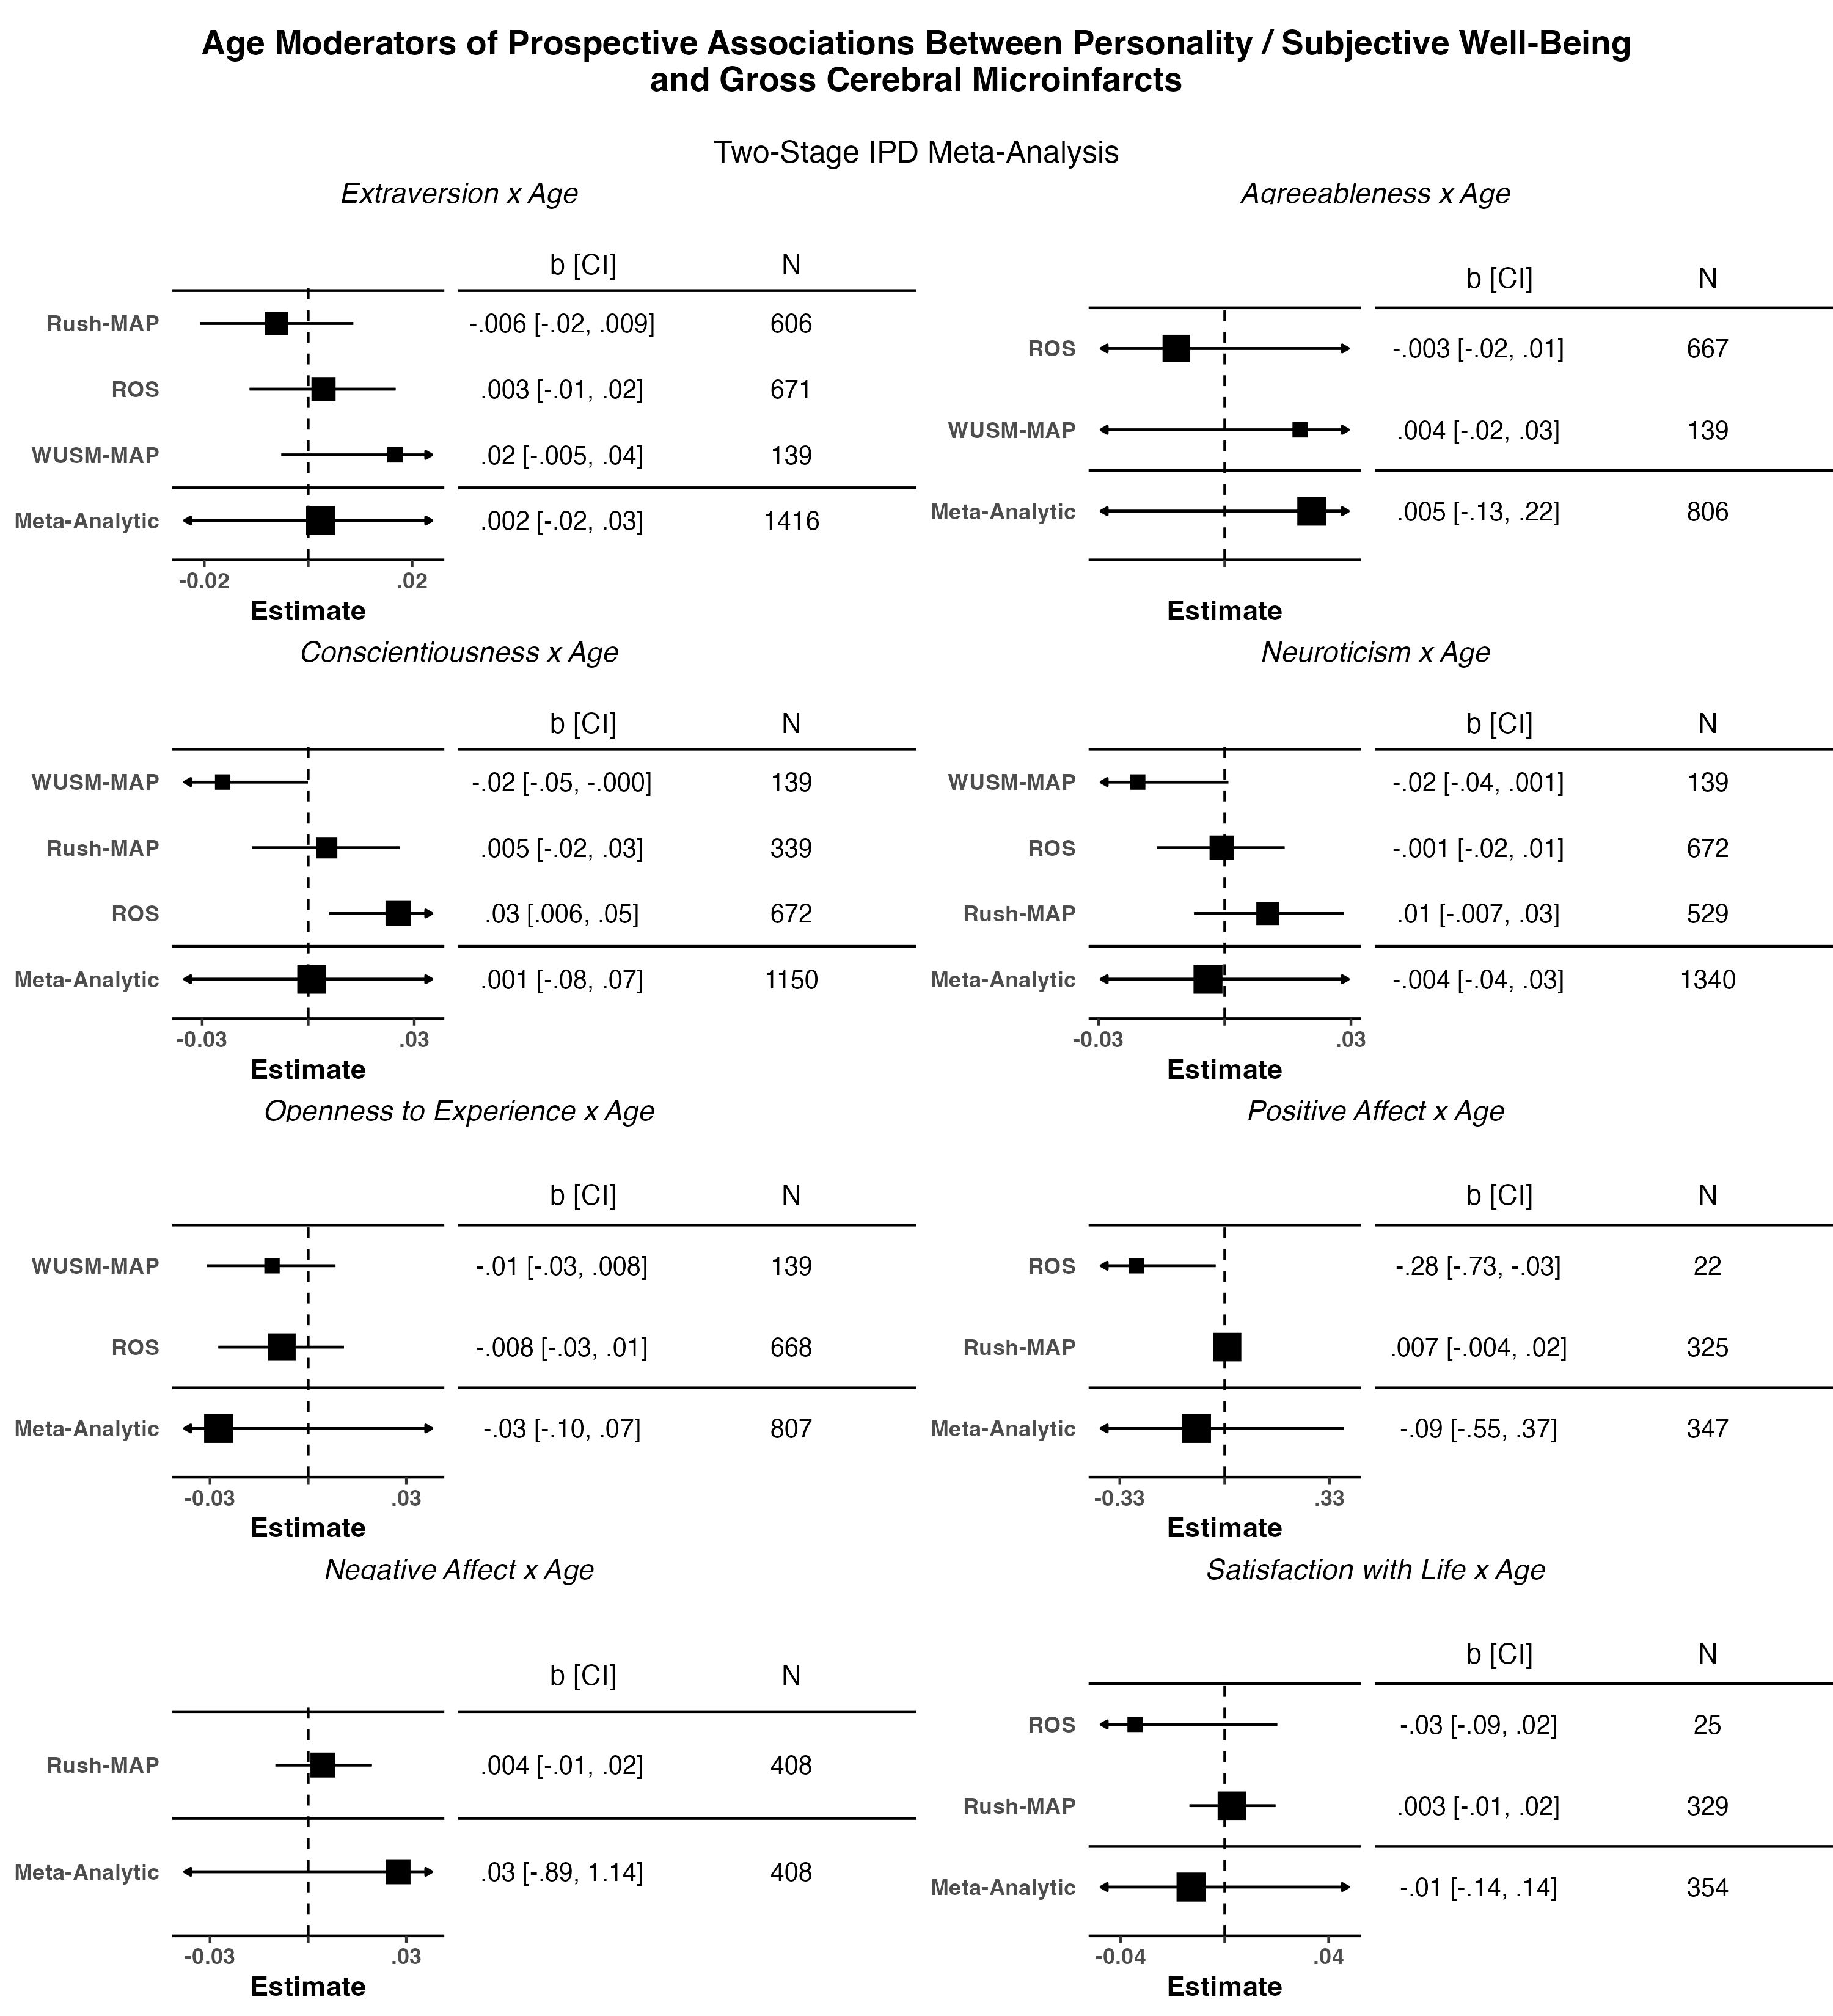 Age Moderators of Prospective Associations Between Personality / Subjective Well-Being
and Gross Cerebral Microinfarcts
Two-Stage IPD Meta-Analysis
Extraversion x Age
b [CI] N
Rush-MAP -.006 [-.02, .009] 606
ROS .003 [-.01, .02] 671
WUSM-MAP .02 [-.005, .04] 139
Meta-Analytic .002 [-.02, .03] 1416
-0.02 .02
Estimate
Agreeableness x Age
b [CI] N
ROS -.003 [-.02, .01] 667
WUSM-MAP .004 [-.02, .03] 139
Meta-Analytic .005 [-.13, .22] 806
Estimate
Conscientiousness x Age
b [CI] N
WUSM-MAP -.02 [-.05, -.000] 139
Rush-MAP .005 [-.02, .03] 339
ROS .03 [.006, .05] 672
Meta-Analytic .001 [-.08, .07] 1150
-0.03 .03
Estimate
Neuroticism x Age
b [CI] N
WUSM-MAP -.02 [-.04, .001] 139
ROS -.001 [-.02, .01] 672
Rush-MAP .01 [-.007, .03] 529
Meta-Analytic -.004 [-.04, .03] 1340
-0.03 .03
Estimate
Openness to Experience x Age
b [CI] N
WUSM-MAP -.01 [-.03, .008] 139
ROS -.008 [-.03, .01] 668
Meta-Analytic -.03 [-.10, .07] 807
-0.03 .03
Estimate
Positive Affect x Age
b [CI] N
ROS -.28 [-.73, -.03] 22
Rush-MAP .007 [-.004, .02] 325
Meta-Analytic -.09 [-.55, .37] 347
-0.33 .33
Estimate
Negative Affect x Age
b [CI] N
Rush-MAP .004 [-.01, .02] 408
Meta-Analytic .03 [-.89, 1.14] 408
-0.03 .03
Estimate
Satisfaction with Life x Age
b [CI] N
ROS -.03 [-.09, .02] 25
Rush-MAP .003 [-.01, .02] 329
Meta-Analytic -.01 [-.14, .14] 354
-0.04 .04
Estimate